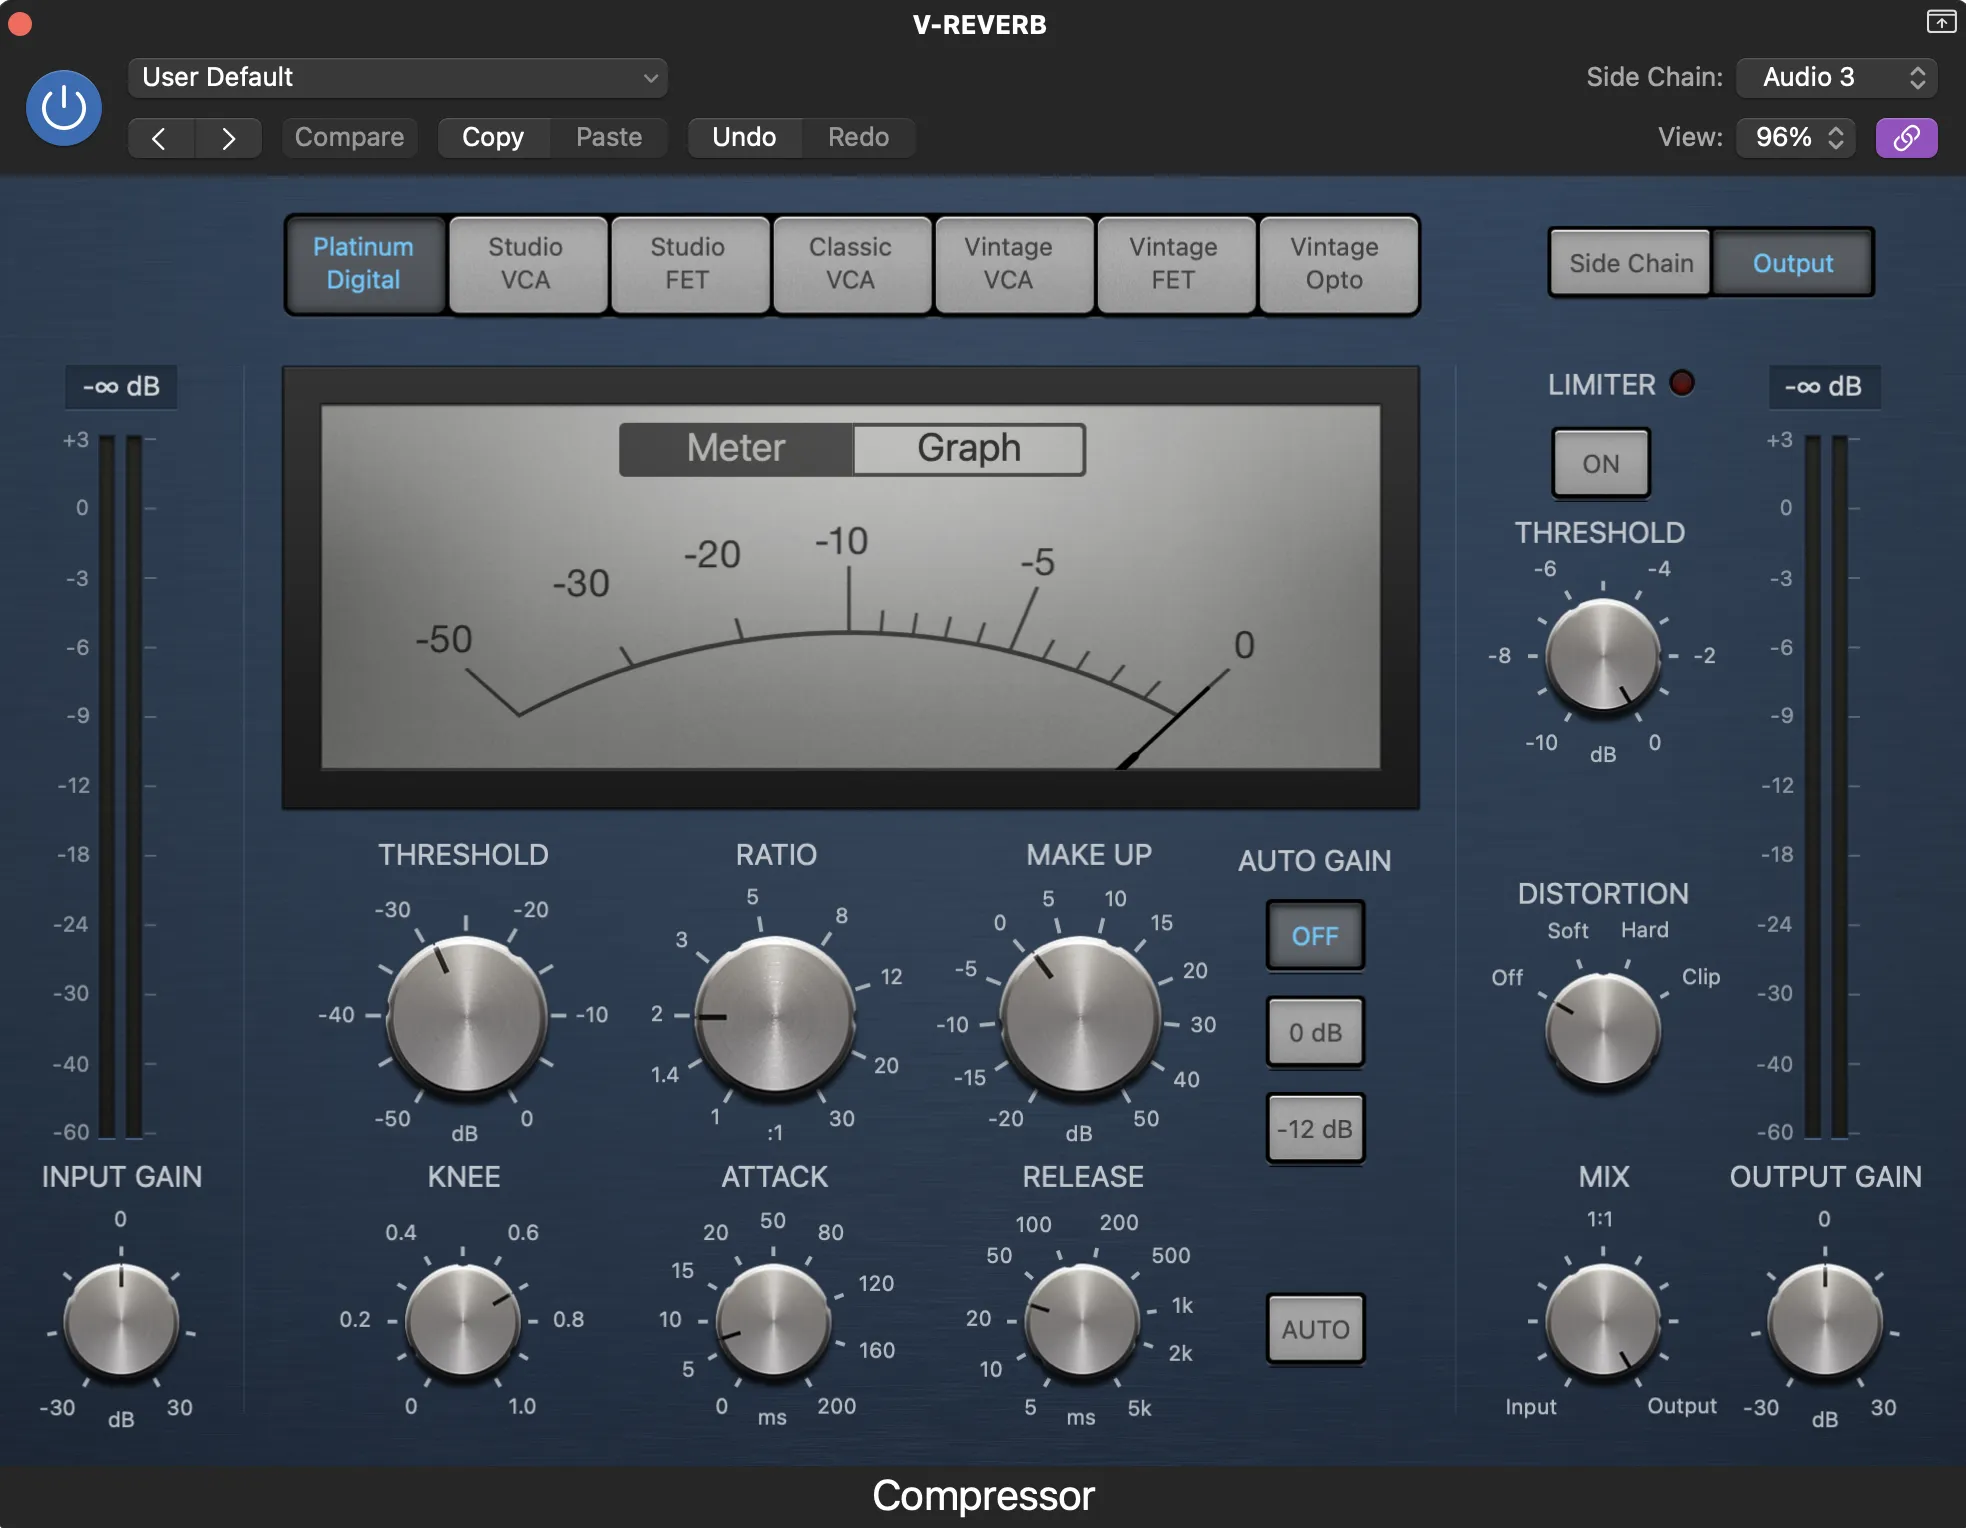 V-REVERB
User Default
Side Chain: Audio 3
Compare Copy Paste Undo Redo
View: 96%
Platinum Digital
Studio VCA
Studio FET
Classic VCA
Vintage VCA
Vintage FET
Vintage Opto
Side Chain Output
-∞ dB
+3
0
-3
-6
-9
-12
-18
-24
-30
-40
-60
INPUT GAIN
0
-30 dB 30
Meter Graph
-50 -30 -20 -10 -5 0
THRESHOLD
-30 -20
-40 -10
-50 dB 0
RATIO
5
3 8
2 12
1.4 20
1 :1 30
MAKE UP
5 10
0 15
-5 20
-10 30
-15 40
-20 dB 50
AUTO GAIN
OFF
0 dB
-12 dB
KNEE
0.4 0.6
0.2 0.8
0 1.0
ATTACK
50
20 80
15 120
10 160
5
0 ms 200
RELEASE
100 200
50 500
20 1k
10 2k
5 ms 5k
AUTO
LIMITER
ON
THRESHOLD
-6 -4
-8 -2
-10 dB 0
DISTORTION
Soft Hard
Off Clip
MIX
1:1
Input Output
-∞ dB
+3
0
-3
-6
-9
-12
-18
-24
-30
-40
-60
OUTPUT GAIN
0
-30 dB 30
Compressor